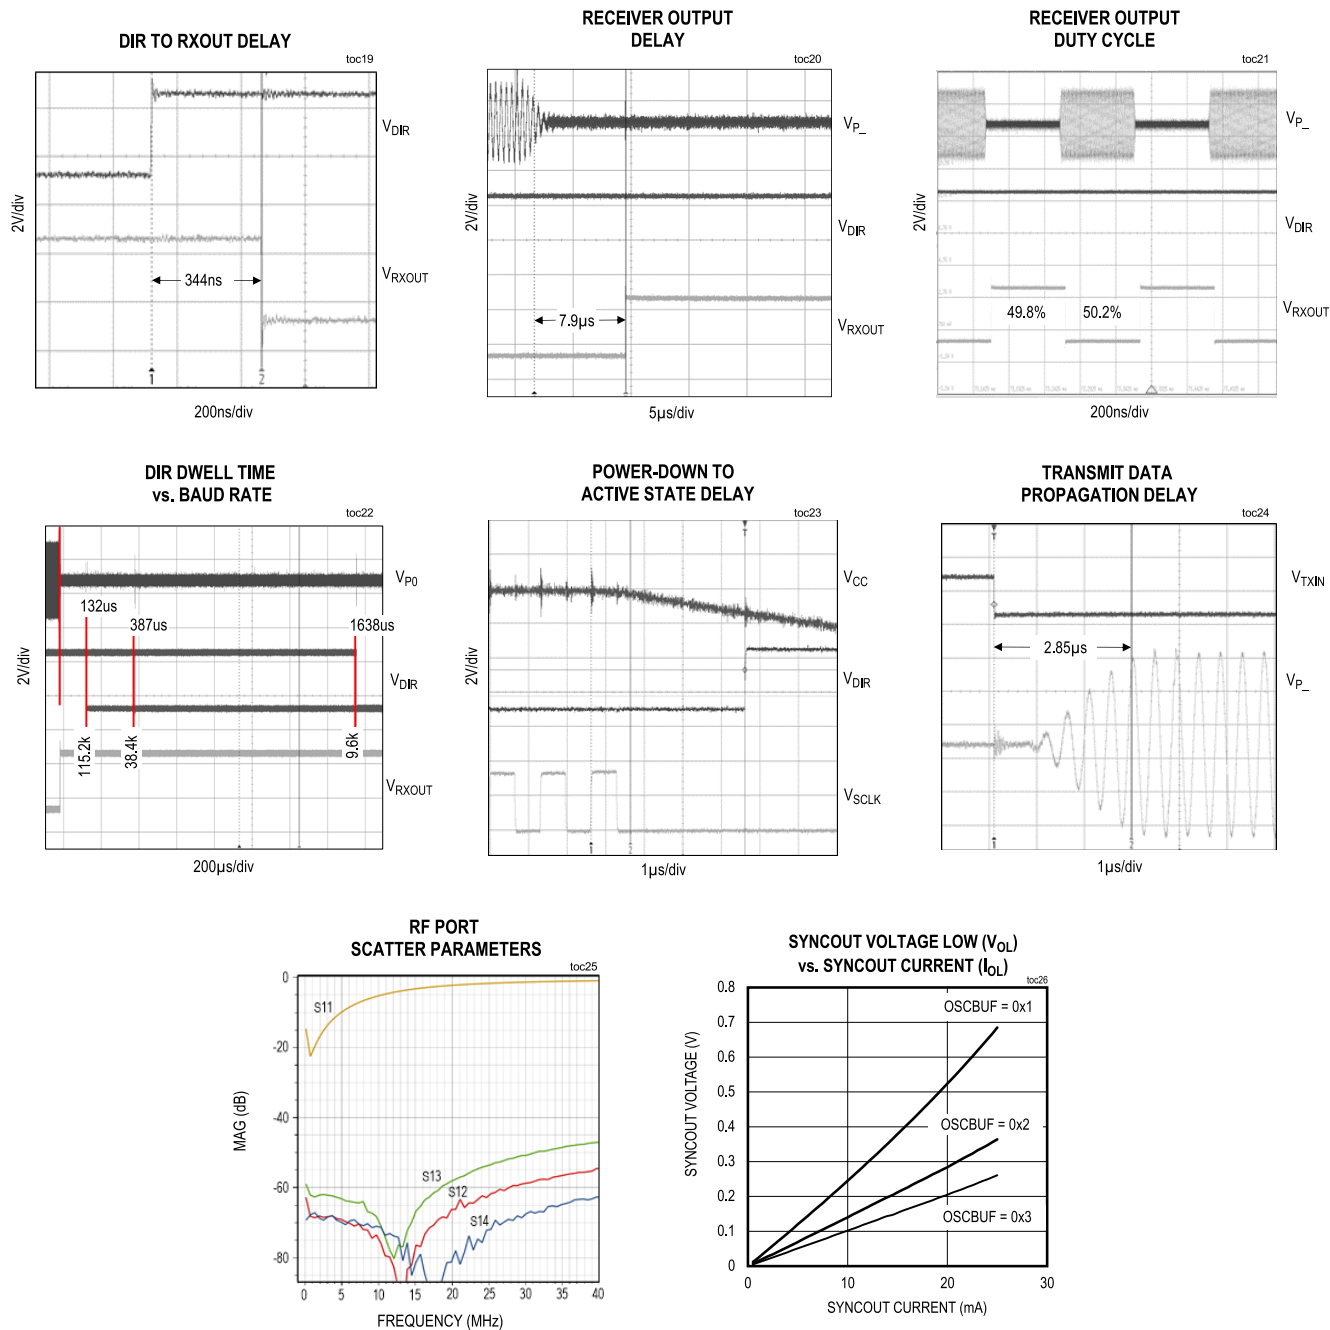 DIR TO RXOUT DELAY
toc19
2V/div
VDIR
VRXOUT
344ns
1
2
200ns/div
RECEIVER OUTPUT
DELAY
toc20
2V/div
VP_
VDIR
VRXOUT
7.9µs
5µs/div
RECEIVER OUTPUT
DUTY CYCLE
toc21
2V/div
VP_
VDIR
VRXOUT
49.8%
50.2%
200ns/div
DIR DWELL TIME
vs. BAUD RATE
toc22
2V/div
VP0
132us
387us
1638us
VDIR
115.2k
38.4k
9.6k
VRXOUT
200µs/div
POWER-DOWN TO
ACTIVE STATE DELAY
toc23
T
2V/div
VCC
VDIR
VSCLK
1
2
1µs/div
TRANSMIT DATA
PROPAGATION DELAY
toc24
T
VTXIN
2.85µs
VP_
1
2
1µs/div
RF PORT
SCATTER PARAMETERS
toc25
MAG (dB)
0
-20
-40
-60
-80
S11
S13
S12
S14
0 5 10 15 20 25 30 35 40
FREQUENCY (MHz)
SYNCOUT VOLTAGE LOW (VOL)
vs. SYNCOUT CURRENT (IOL)
toc26
SYNCOUT VOLTAGE (V)
0.8
0.7
0.6
0.5
0.4
0.3
0.2
0.1
0
OSCBUF = 0x1
OSCBUF = 0x2
OSCBUF = 0x3
0 10 20 30
SYNCOUT CURRENT (mA)